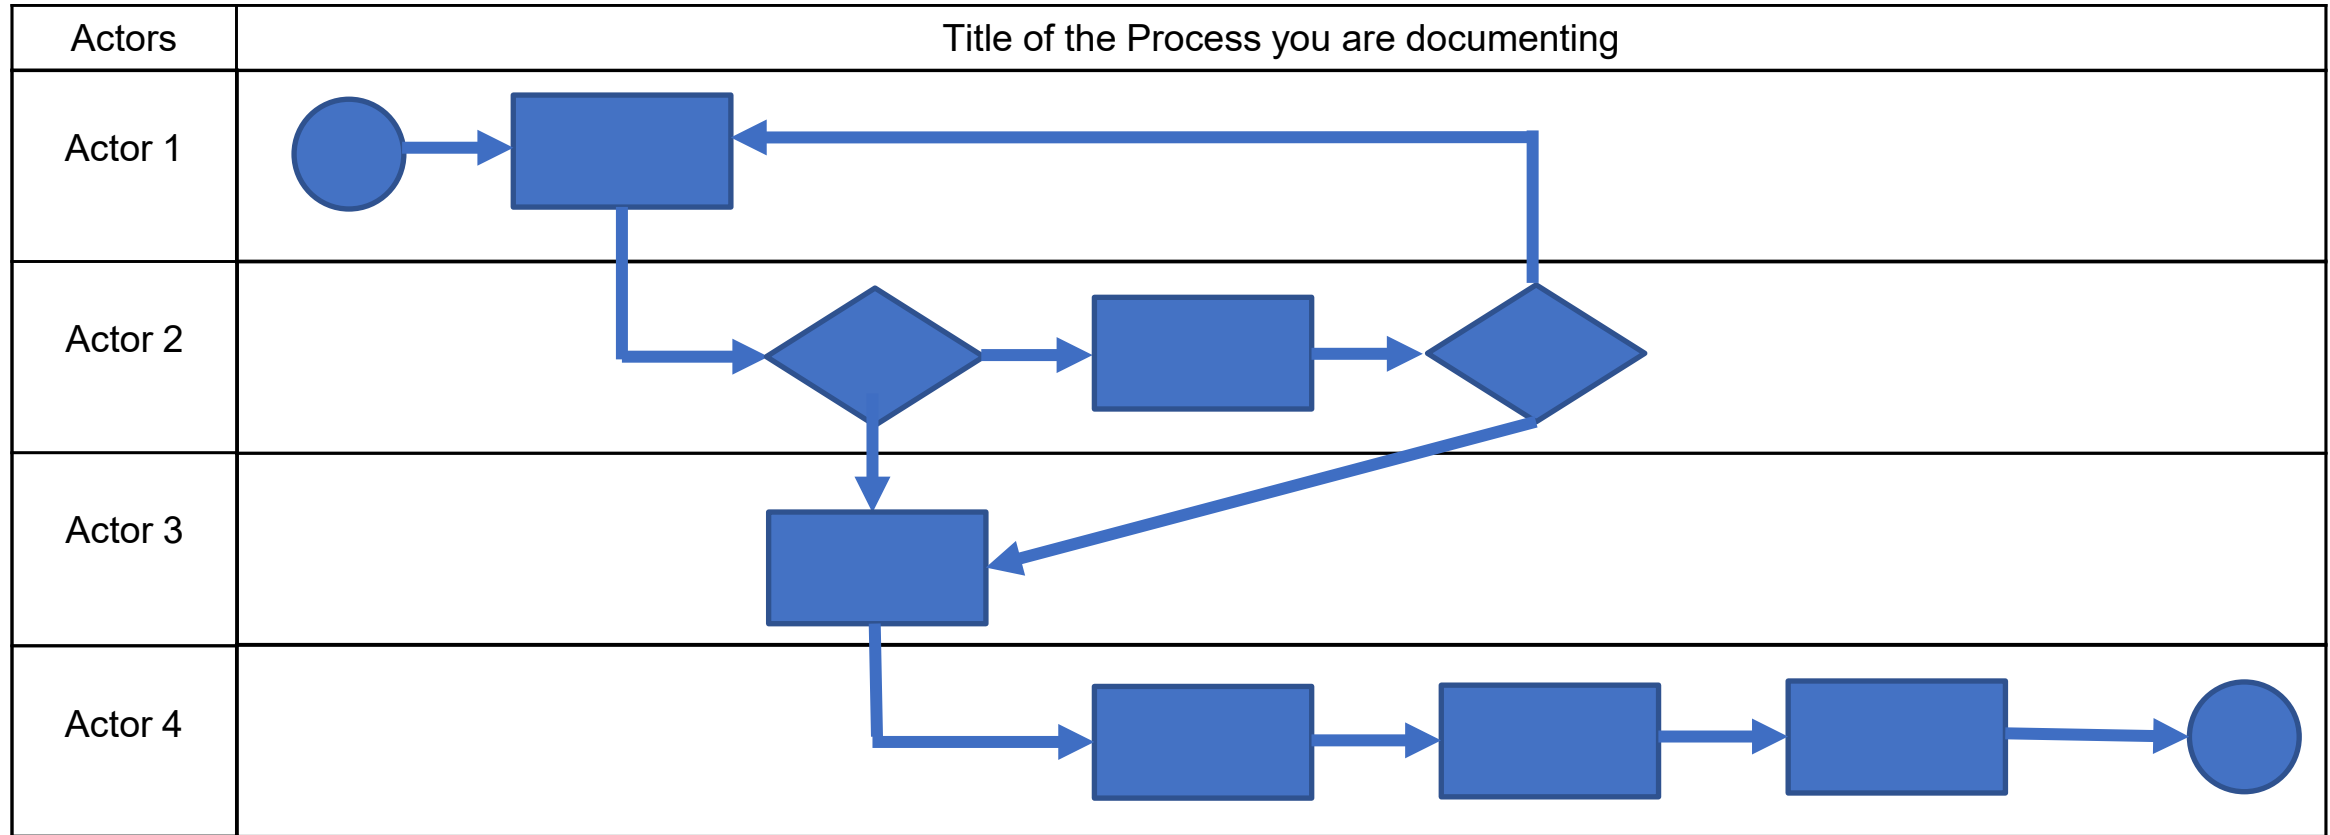 Actors
Title of the Process you are documenting
Actor 1
Actor 2
Actor 3
Actor 4